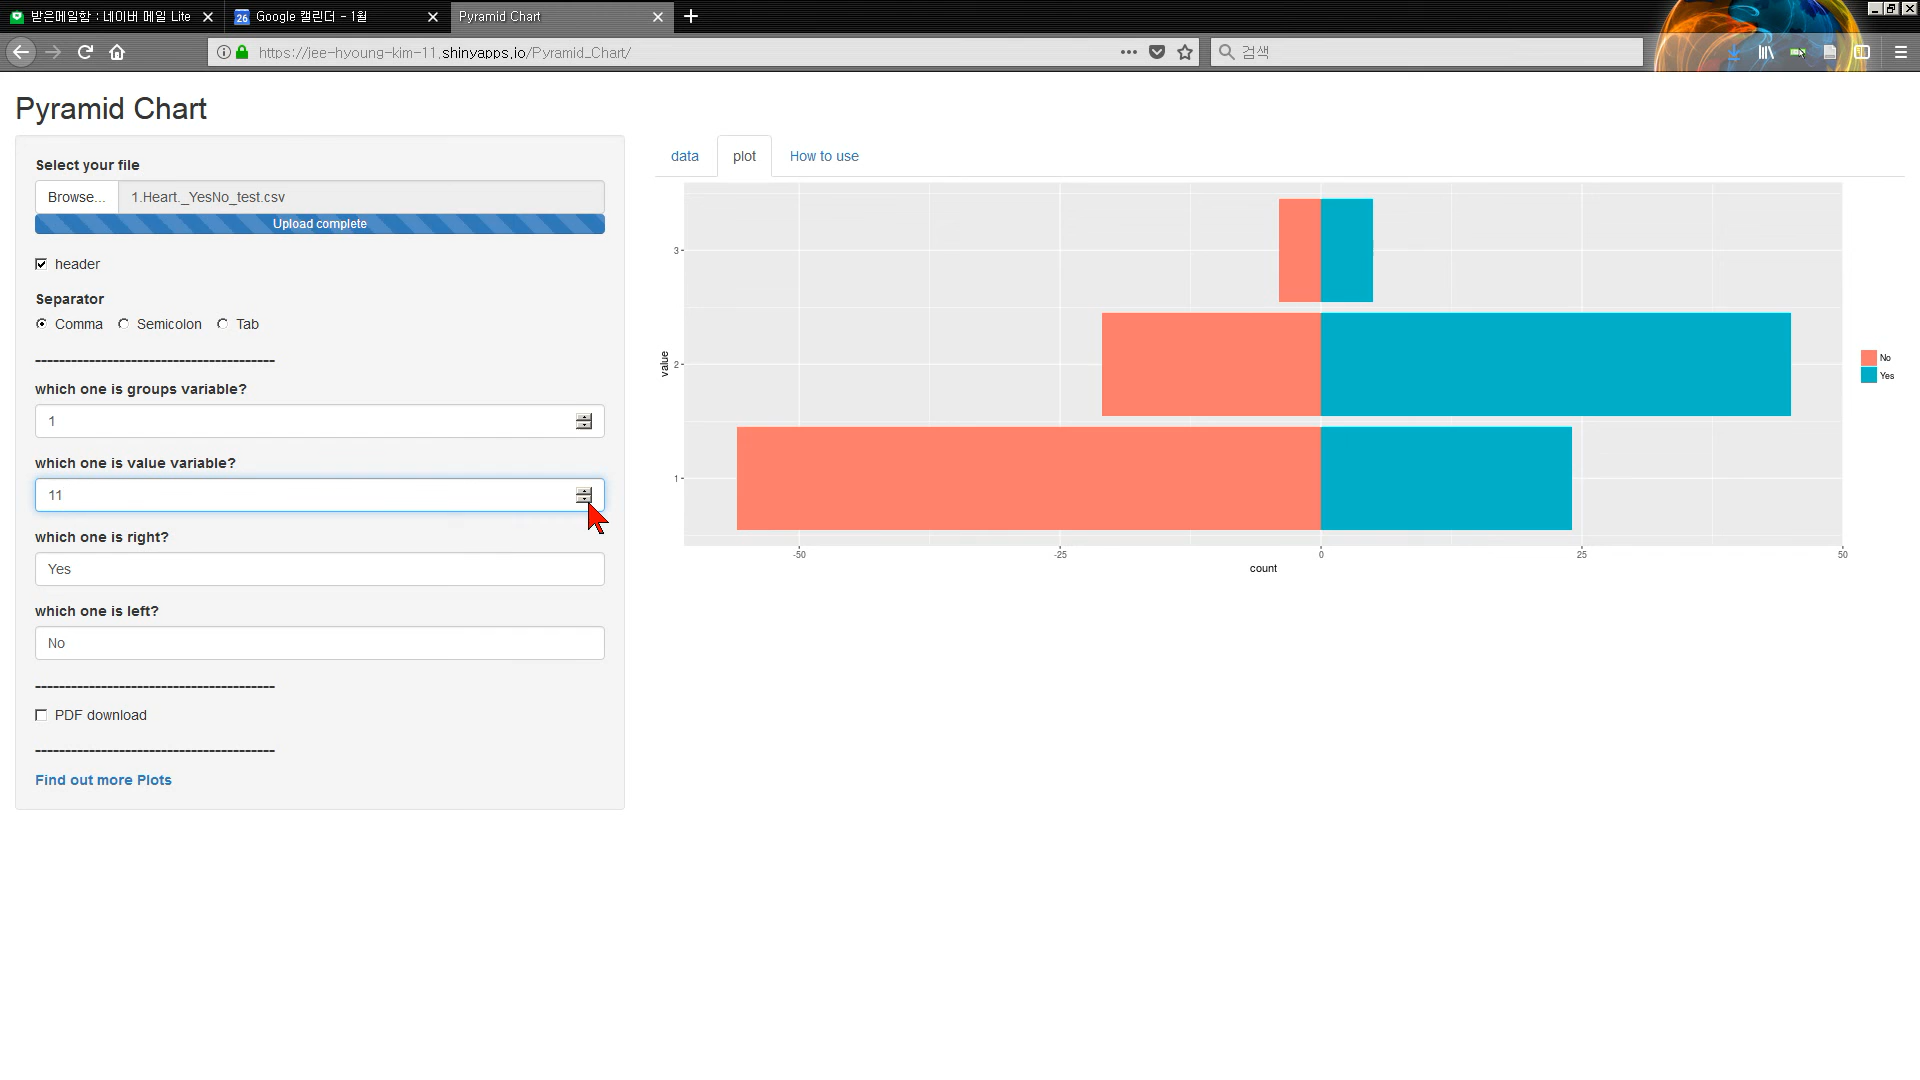 받은메일함 : 네이버 메일 Lite
26 Google 캘린더 - 1월
Pyramid Chart
https://jee-hyoung-kim-11.shinyapps.io/Pyramid_Chart/
검색
Pyramid Chart
Select your file
Browse... 1.Heart._YesNo_test.csv
Upload complete
header
Separator
Comma Semicolon Tab
----------------------------------------
which one is groups variable?
1
which one is value variable?
11
which one is right?
Yes
which one is left?
No
----------------------------------------
PDF download
----------------------------------------
Find out more Plots
data plot How to use
3
2
1
value
-50 -25 0 25 50
count
No
Yes